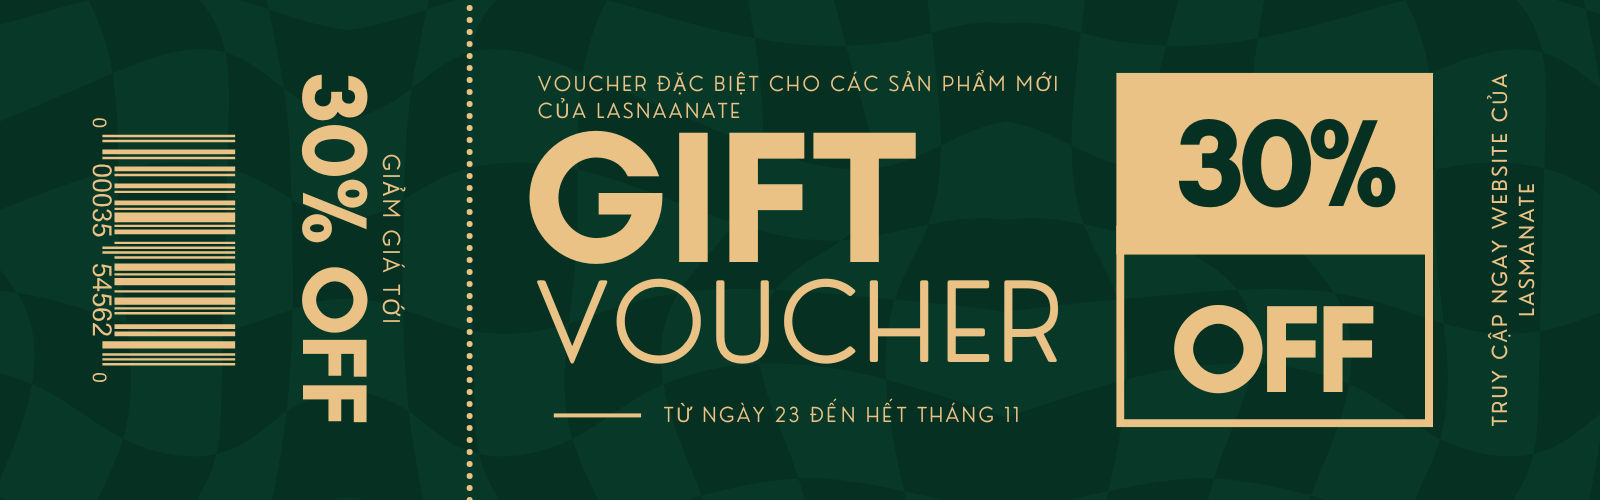 0 00035 54562 0
30% OFF
GIẢM GIÁ TỚI
VOUCHER ĐẶC BIỆT CHO CÁC SẢN PHẨM MỚI
CỦA LASNAANATE
GIFT
VOUCHER
TỪ NGÀY 23 ĐẾN HẾT THÁNG 11
30%
OFF
TRUY CẬP NGAY WEBSITE CỦA
LASMANATE